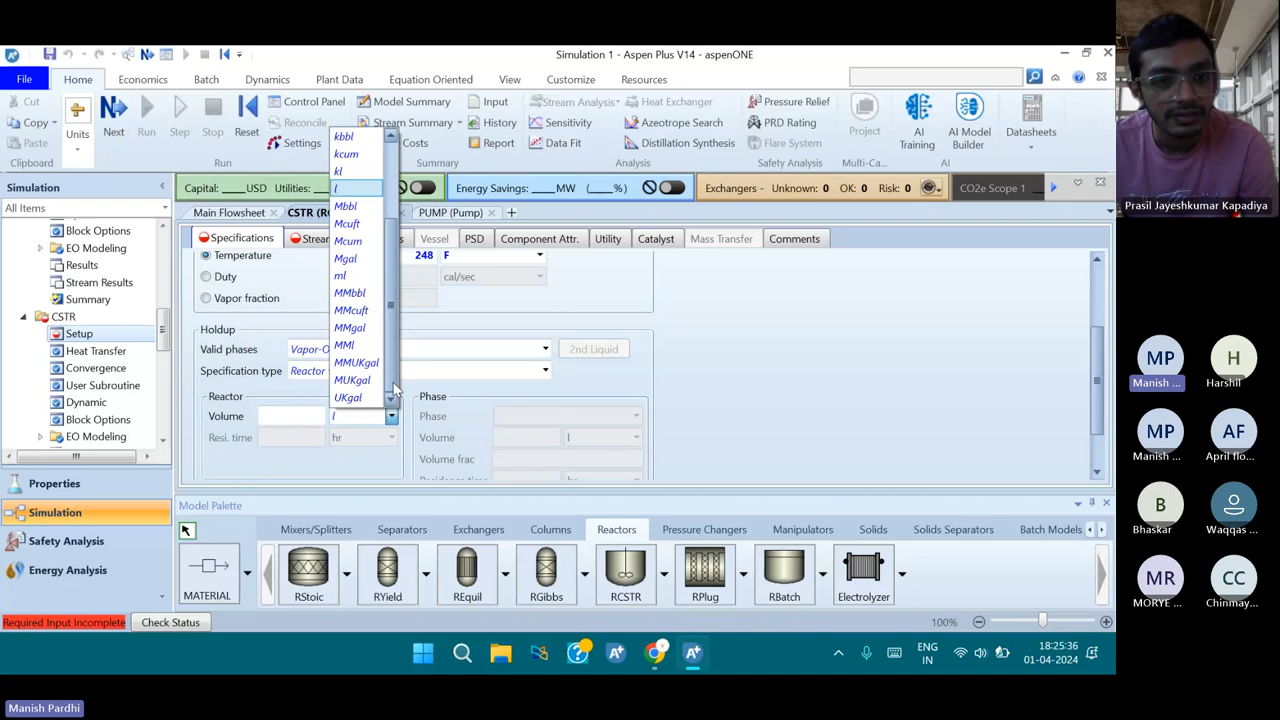 Simulation 1 - Aspen Plus V14 - aspenONE
File
Home
Economics
Batch
Dynamics
Plant Data
Equation Oriented
View
Customize
Resources
Cut
Copy
Paste
Clipboard
Units
Next
Run
Step
Stop
Reset
Control Panel
Reconcile
Settings
Run
Model Summary
Stream Summary
Costs
Input
History
Report
Summary
Stream Analysis
Sensitivity
Data Fit
Heat Exchanger
Azeotrope Search
Distillation Synthesis
Analysis
Pressure Relief
PRD Rating
Flare System
Safety Analysis
Project
Multi-Ca...
AI Training
AI Model Builder
AI
Datasheets
Simulation
All Items
Capital: ____USD Utilities:
Energy Savings: ____MW (____%)
Exchangers - Unknown: 0 OK: 0 Risk: 0
CO2e Scope 1
Main Flowsheet
CSTR (RC
PUMP (Pump)
Block Options
EO Modeling
Results
Stream Results
Summary
CSTR
Setup
Heat Transfer
Convergence
User Subroutine
Dynamic
Block Options
EO Modeling
Properties
Simulation
Safety Analysis
Energy Analysis
Specifications
Strea
s
Vessel
PSD
Component Attr.
Utility
Catalyst
Mass Transfer
Comments
Temperature
248
F
Duty
cal/sec
Vapor fraction
Holdup
Valid phases
Vapor-O
2nd Liquid
Specification type
Reactor
Reactor
Volume
l
Resi. time
hr
Phase
Phase
Volume
l
Volume frac
Residence time
kbbl
kcum
kl
l
Mbbl
Mcuft
Mcum
Mgal
ml
MMbbl
MMcuft
MMgal
MMl
MMUKgal
MUKgal
UKgal
Model Palette
Mixers/Splitters
Separators
Exchangers
Columns
Reactors
Pressure Changers
Manipulators
Solids
Solids Separators
Batch Models
MATERIAL
RStoic
RYield
REquil
RGibbs
RCSTR
RPlug
RBatch
Electrolyzer
Required Input Incomplete
Check Status
100%
ENG
IN
18:25:36
01-04-2024
Manish Pardhi
Prasil Jayeshkumar Kapadiya
MP
Manish ...
H
Harshil
MP
Manish ...
AF
April flo...
B
Bhaskar
Waqqas ...
MR
MORYE ...
CC
Chinmay...